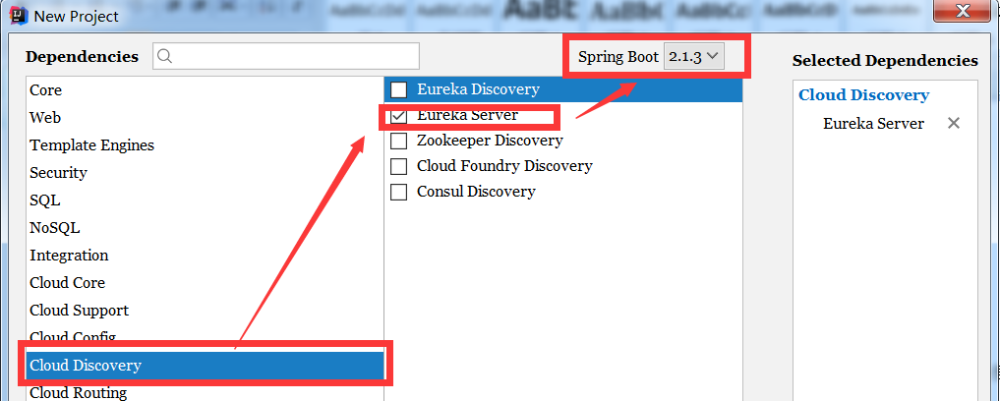 New Project
Dependencies
Spring Boot 2.1.3
Selected Dependencies
Core
Web
Template Engines
Security
SQL
NoSQL
Integration
Cloud Core
Cloud Support
Cloud Config
Cloud Discovery
Cloud Routing
Eureka Discovery
Eureka Server
Zookeeper Discovery
Cloud Foundry Discovery
Consul Discovery
Cloud Discovery
Eureka Server